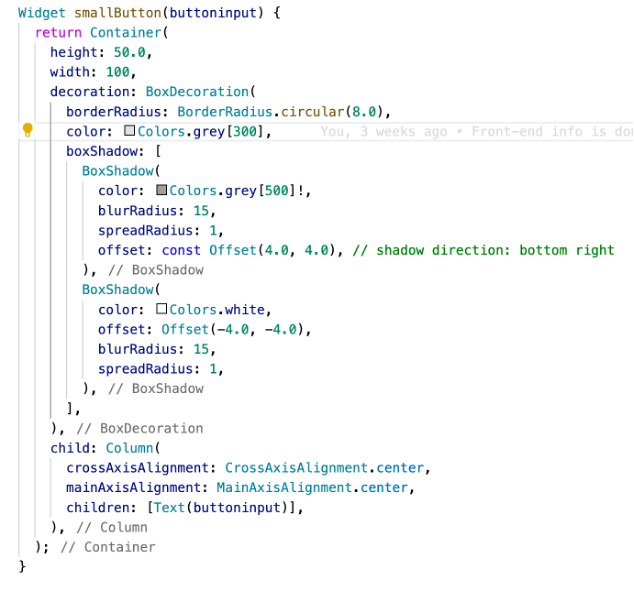 Widget smallButton(buttoninput) {
  return Container(
    height: 50.0,
    width: 100,
    decoration: BoxDecoration(
      borderRadius: BorderRadius.circular(8.0),
      color: Colors.grey[300], You, 3 weeks ago • Front-end info is
      boxShadow: [
        BoxShadow(
          color: Colors.grey[500]!,
          blurRadius: 15,
          spreadRadius: 1,
          offset: const Offset(4.0, 4.0), // shadow direction: bottom right
        ), // BoxShadow
        BoxShadow(
          color: Colors.white,
          offset: Offset(-4.0, -4.0),
          blurRadius: 15,
          spreadRadius: 1,
        ), // BoxShadow
      ],
    ), // BoxDecoration
    child: Column(
      crossAxisAlignment: CrossAxisAlignment.center,
      mainAxisAlignment: MainAxisAlignment.center,
      children: [Text(buttoninput)],
    ), // Column
  ); // Container
}